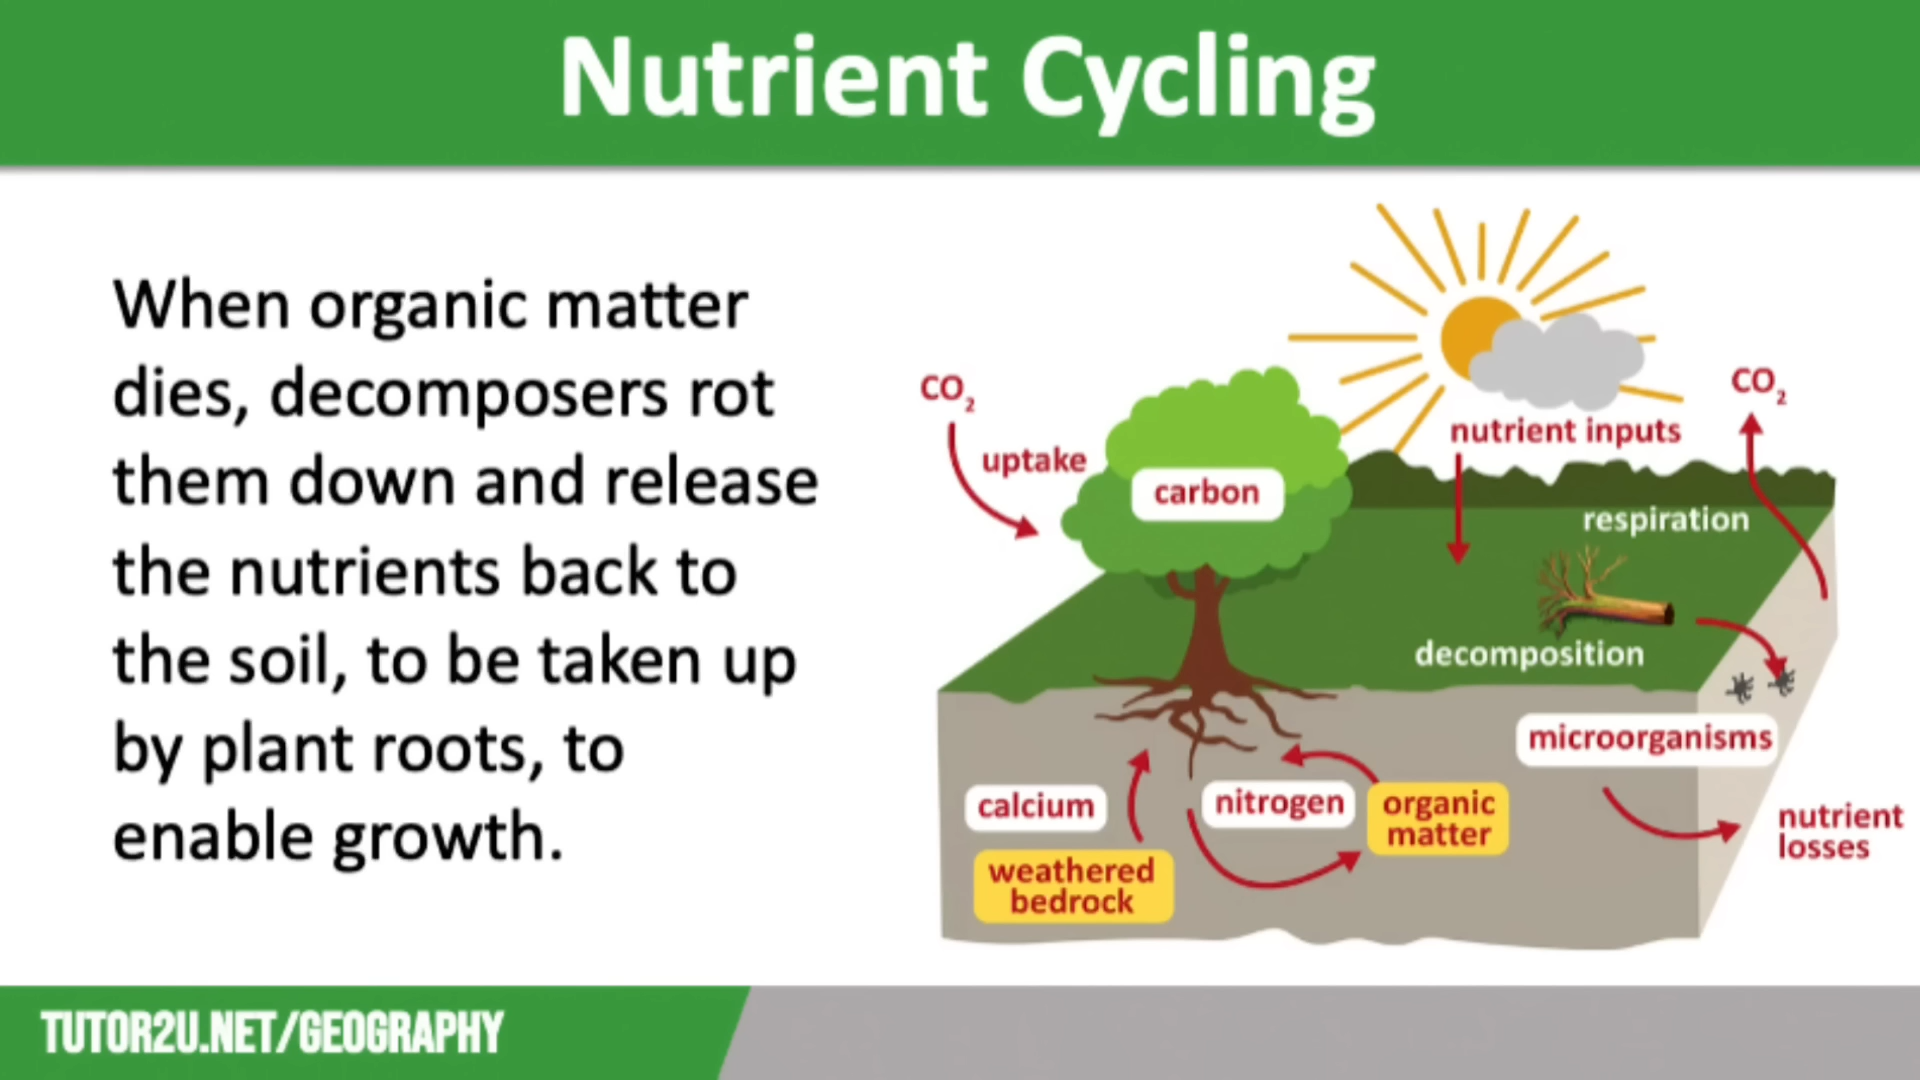 Nutrient Cycling
When organic matter
dies, decomposers rot
them down and release
the nutrients back to
the soil, to be taken up
by plant roots, to
enable growth.
CO₂
uptake
carbon
nutrient inputs
CO₂
respiration
decomposition
microorganisms
calcium
nitrogen
organic
matter
weathered
bedrock
nutrient
losses
TUTOR2U.NET/GEOGRAPHY